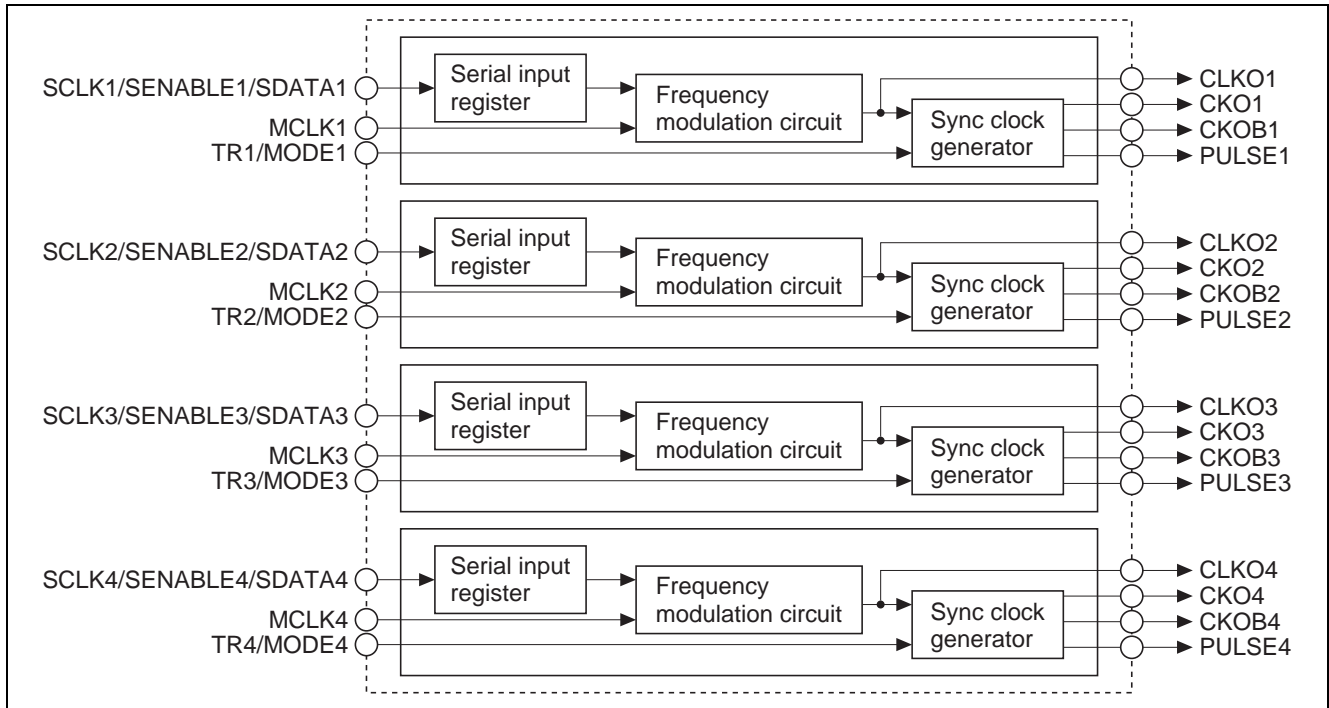 SCLK1/SENABLE1/SDATA1
MCLK1
TR1/MODE1
Serial input
register
Frequency
modulation circuit
Sync clock
generator
CLKO1
CKO1
CKOB1
PULSE1
SCLK2/SENABLE2/SDATA2
MCLK2
TR2/MODE2
Serial input
register
Frequency
modulation circuit
Sync clock
generator
CLKO2
CKO2
CKOB2
PULSE2
SCLK3/SENABLE3/SDATA3
MCLK3
TR3/MODE3
Serial input
register
Frequency
modulation circuit
Sync clock
generator
CLKO3
CKO3
CKOB3
PULSE3
SCLK4/SENABLE4/SDATA4
MCLK4
TR4/MODE4
Serial input
register
Frequency
modulation circuit
Sync clock
generator
CLKO4
CKO4
CKOB4
PULSE4